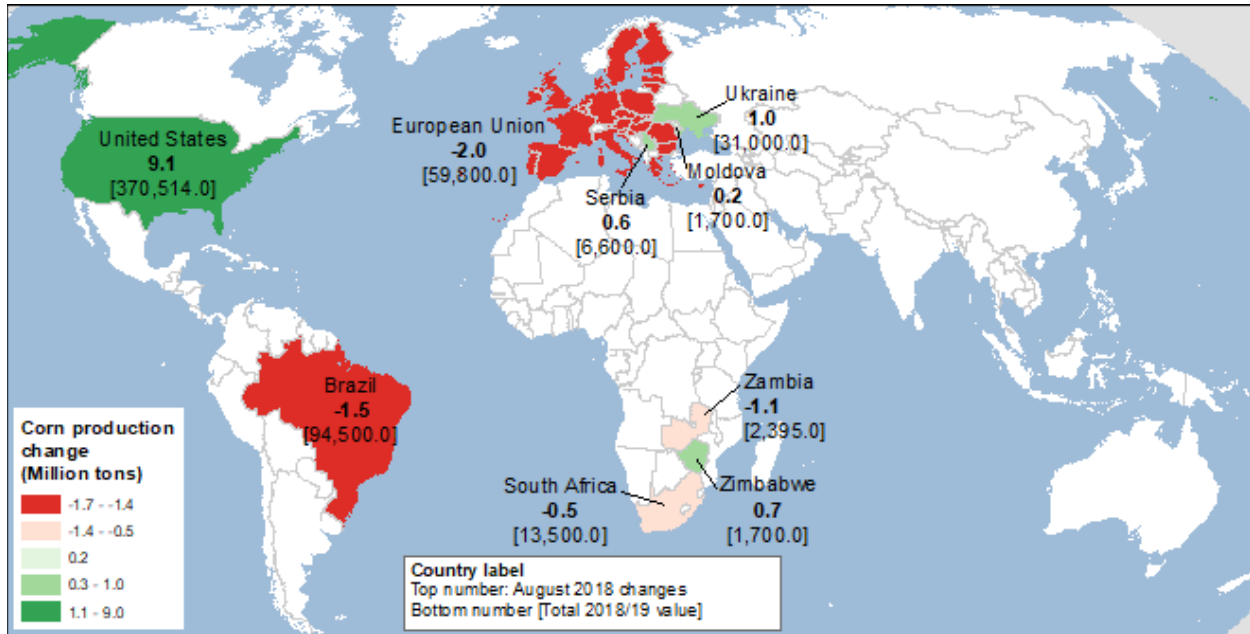 United States
9.1
[370,514.0]
European Union
-2.0
[59,800.0]
Ukraine
1.0
[31,000.0]
Moldova
0.2
[1,700.0]
Serbia
0.6
[6,600.0]
Brazil
-1.5
[94,500.0]
Zambia
-1.1
[2,395.0]
Zimbabwe
0.7
[1,700.0]
South Africa
-0.5
[13,500.0]
Corn production
change
(Million tons)
-1.7 - -1.4
-1.4 - -0.5
0.2
0.3 - 1.0
1.1 - 9.0
Country label
Top number: August 2018 changes
Bottom number [Total 2018/19 value]